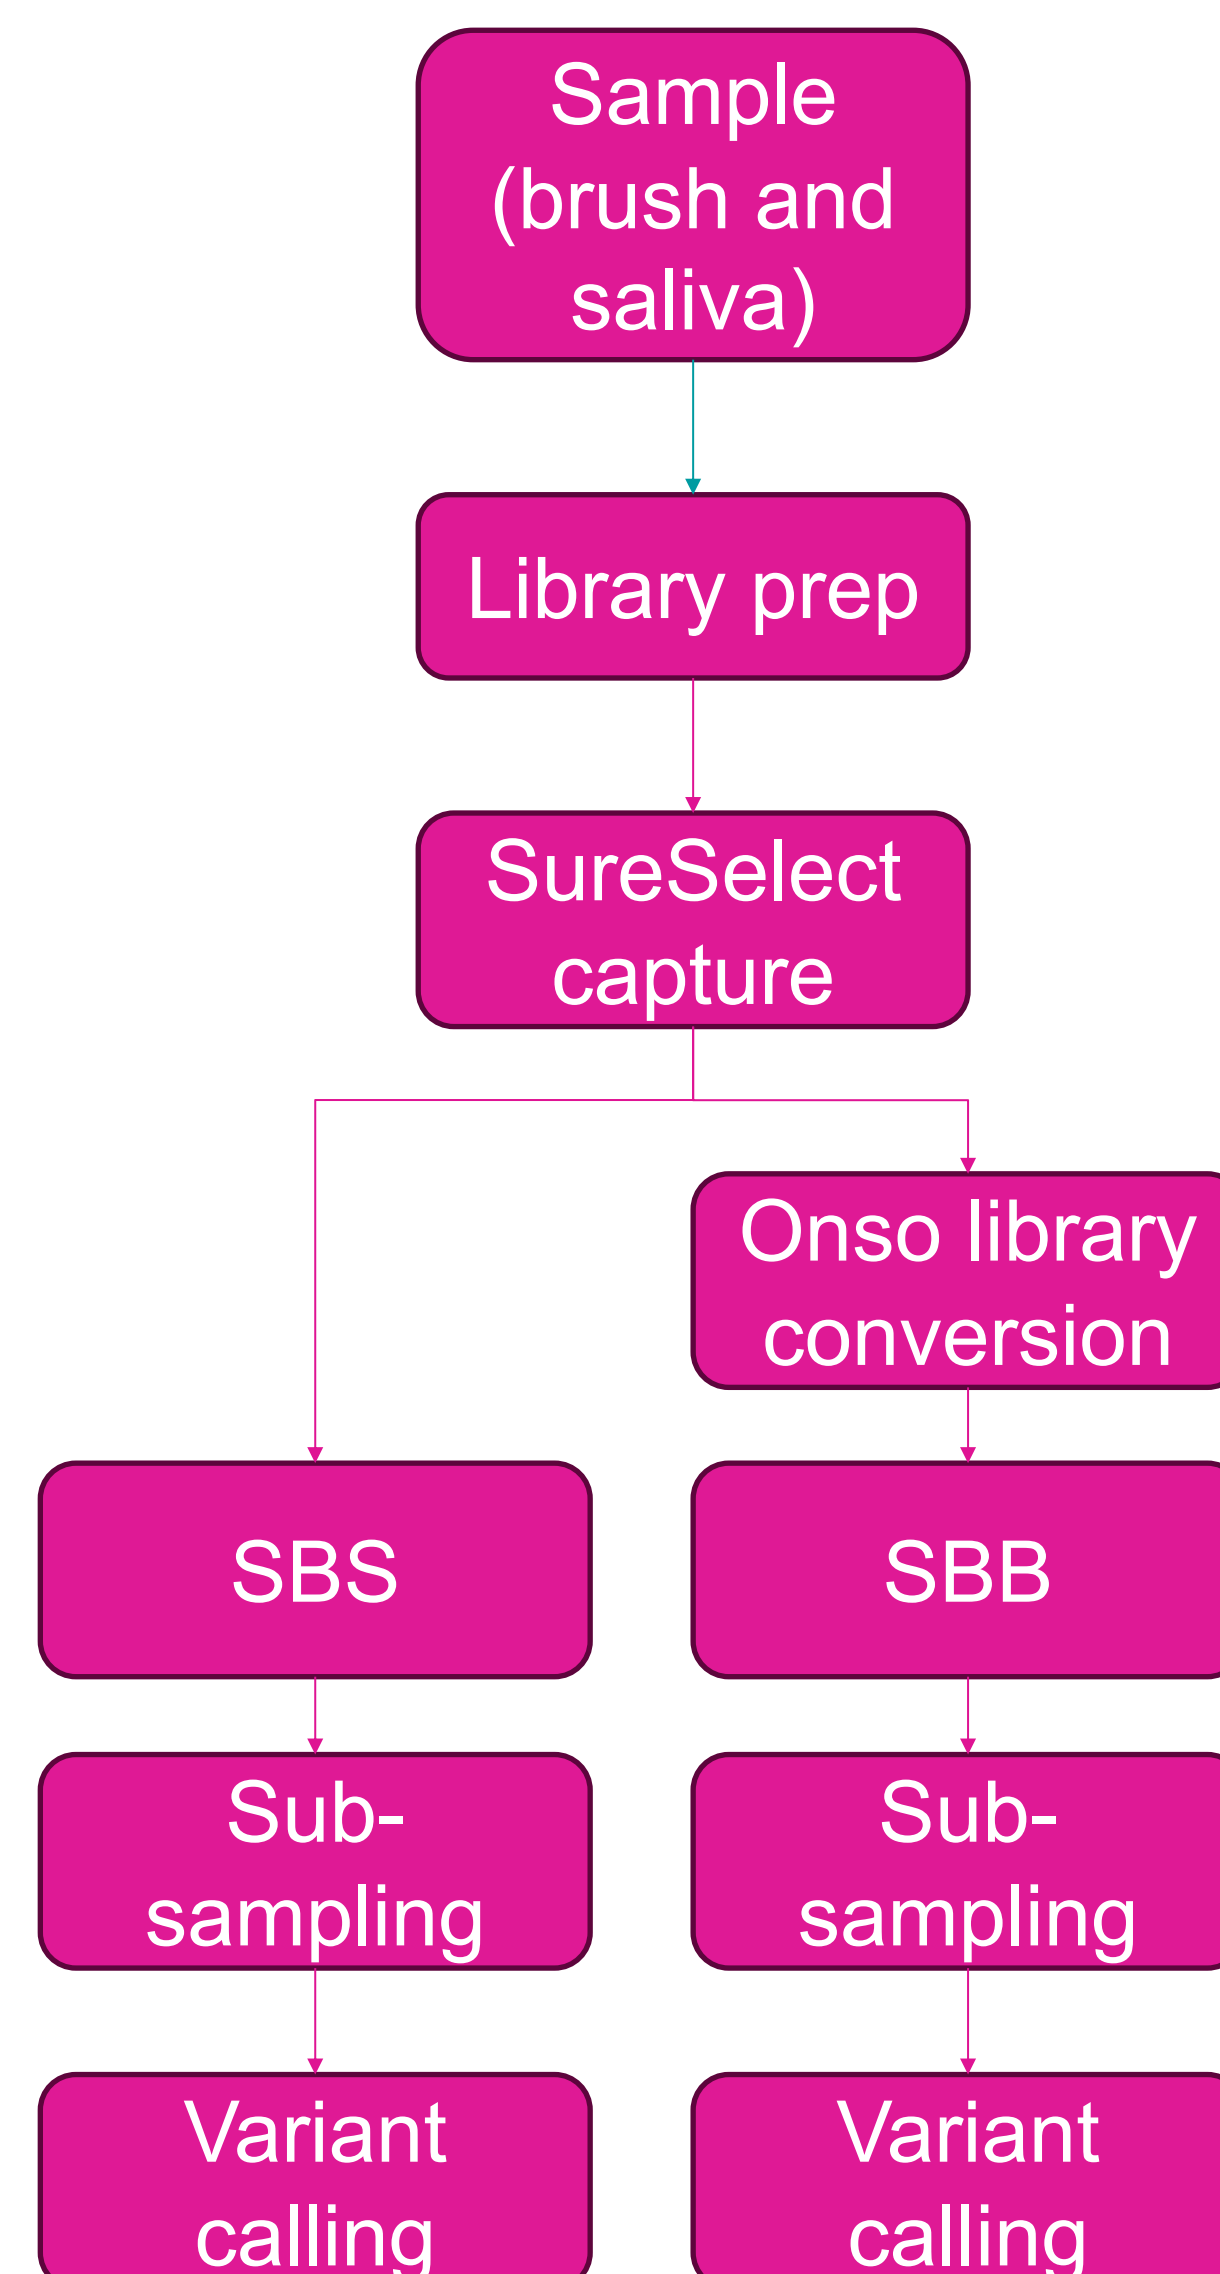 Sample
(brush and
saliva)
Library prep
SureSelect
capture
Onso library
conversion
SBS
SBB
Sub-
sampling
Sub-
sampling
Variant
calling
Variant
calling